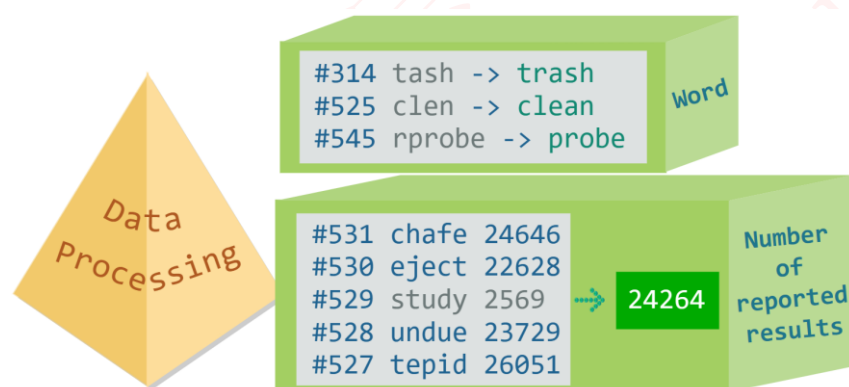 #314 tash -> trash
#525 clen -> clean
#545 rprobe -> probe
Word
Data
Processing
#531 chafe 24646
#530 eject 22628
#529 study 2569
#528 undue 23729
#527 tepid 26051
24264
Number
of
reported
results